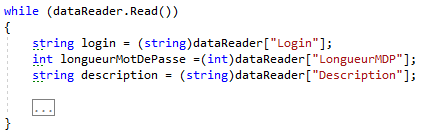 while (dataReader.Read())
{
string login = (string)dataReader["Login"];
int longueurMotDePasse =(int)dataReader["LongueurMDP"];
string description = (string)dataReader["Description"];
...
}